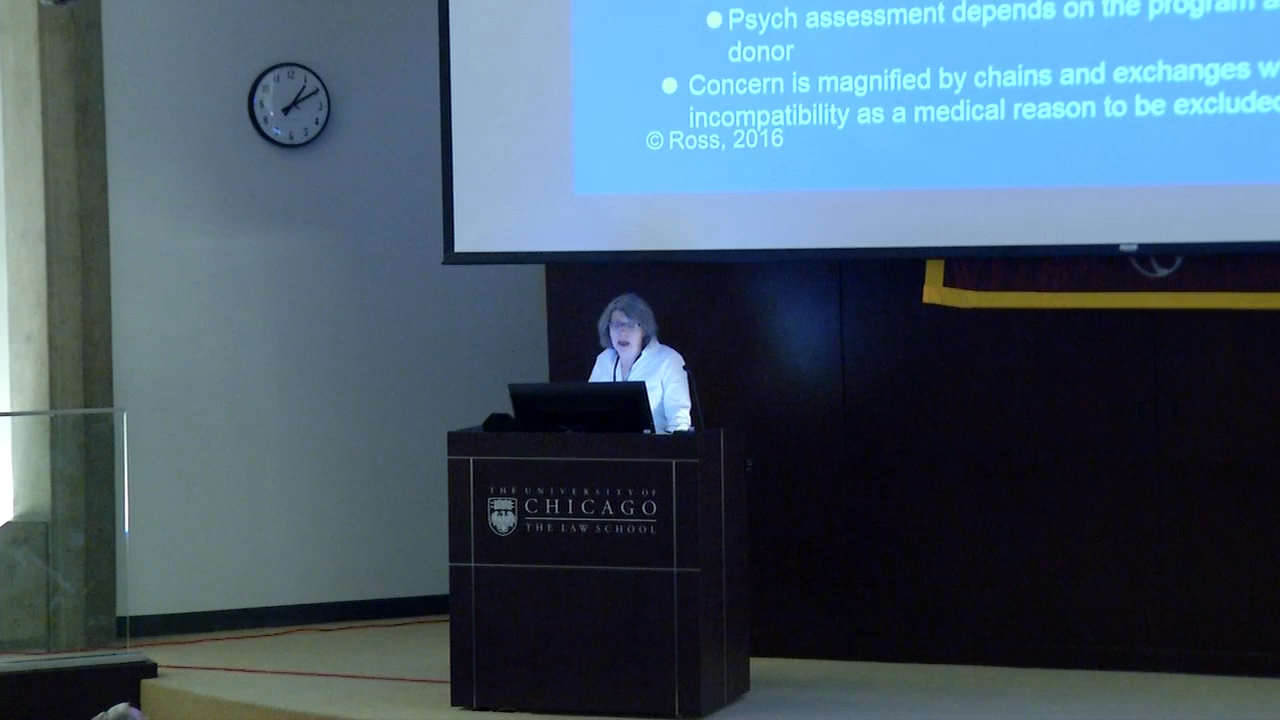 Psych assessment depends on the program
donor
Concern is magnified by chains and exchanges
incompatibility as a medical reason to be excluded
© Ross, 2016
THE UNIVERSITY OF
CHICAGO
THE LAW SCHOOL